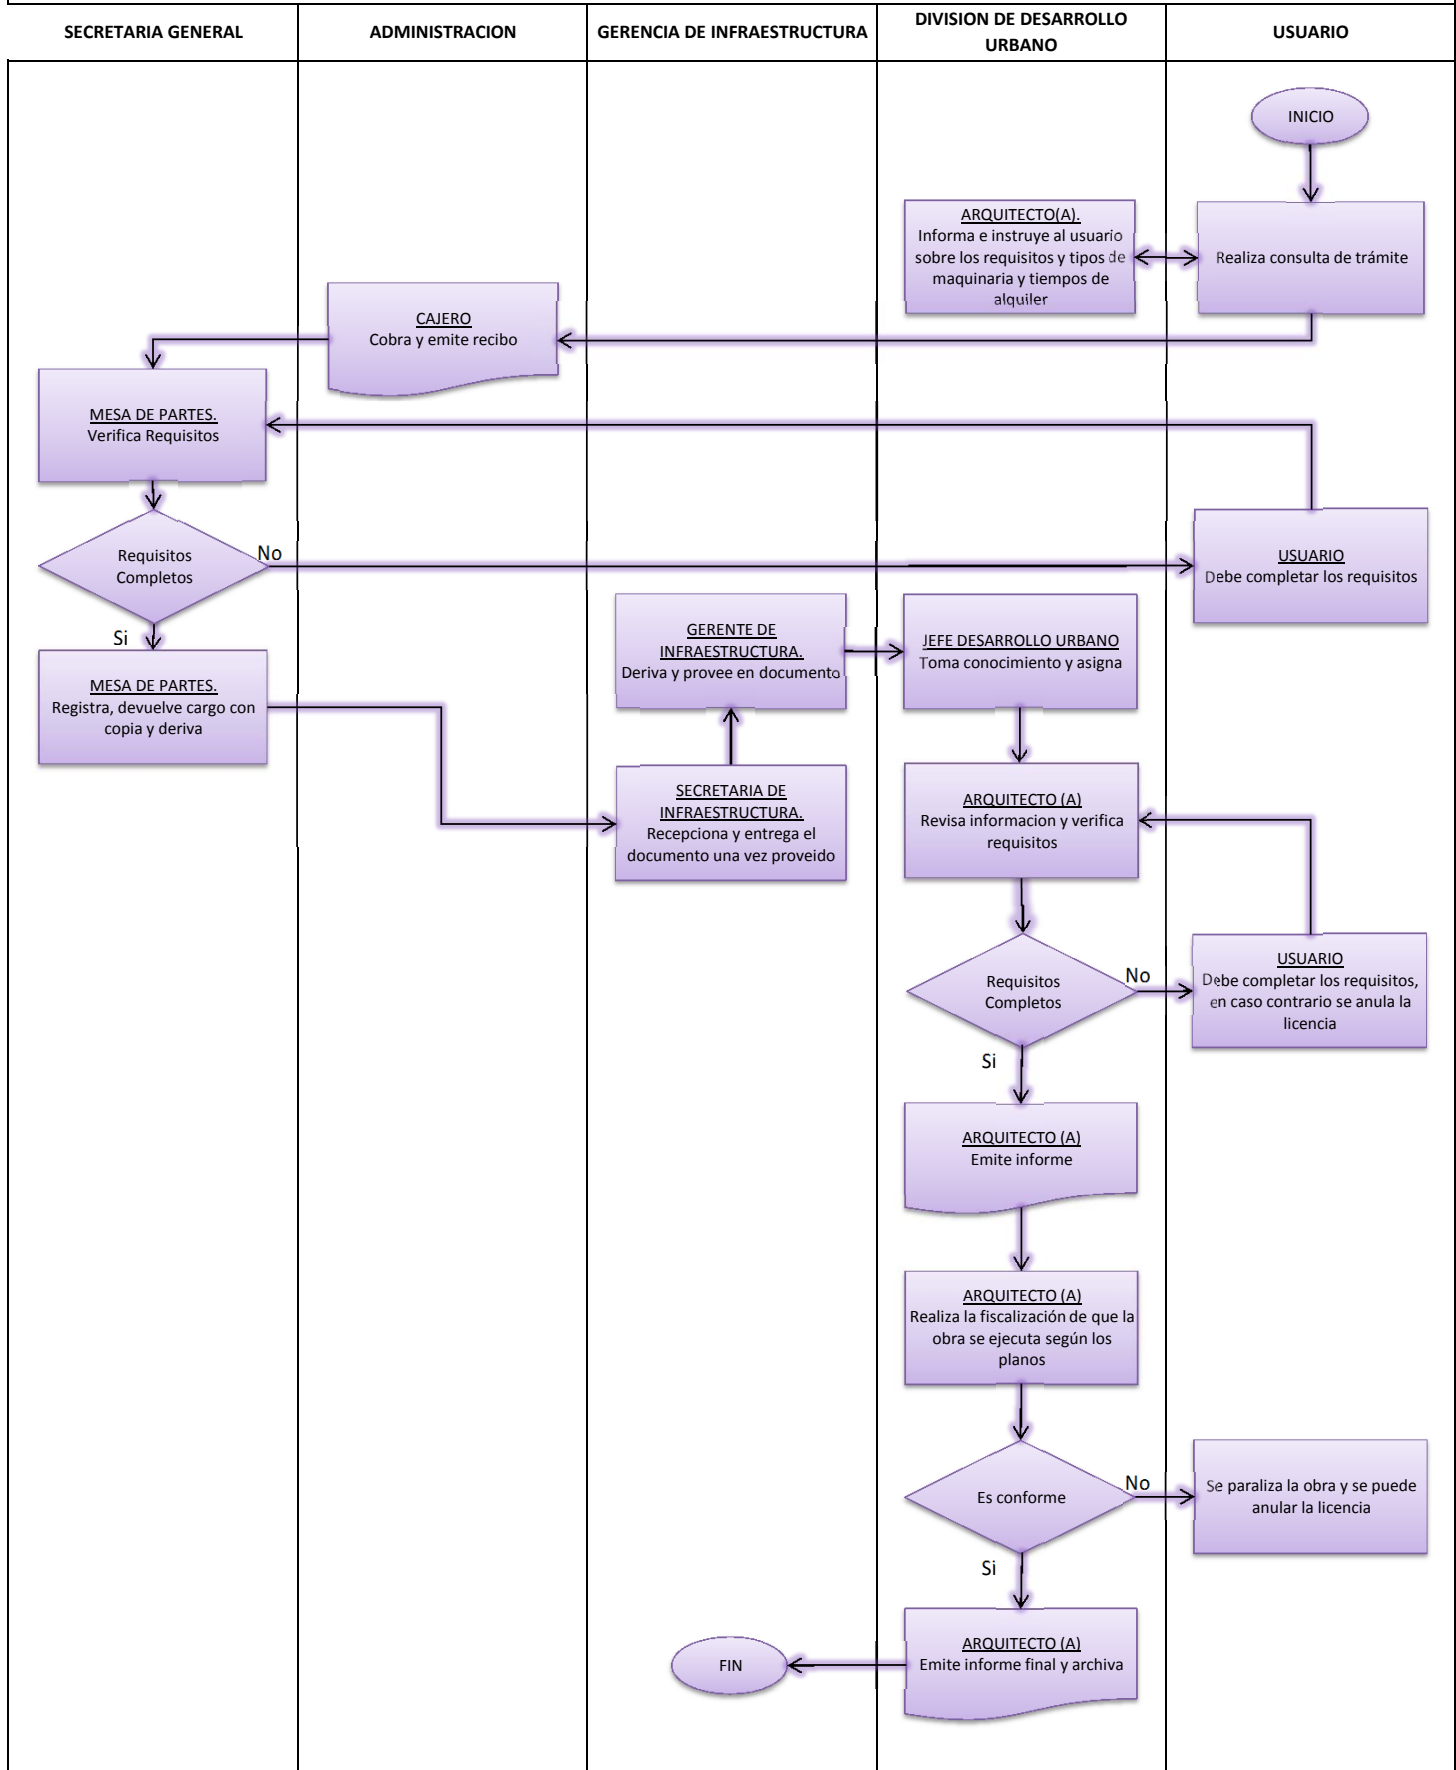 SECRETARIA GENERAL
ADMINISTRACION
GERENCIA DE INFRAESTRUCTURA
DIVISION DE DESARROLLO
URBANO
USUARIO
INICIO
ARQUITECTO(A).
Informa e instruye al usuario
sobre los requisitos y tipos de
maquinaria y tiempos de
alquiler
Realiza consulta de trámite
CAJERO
Cobra y emite recibo
MESA DE PARTES.
Verifica Requisitos
Requisitos
Completos
No
USUARIO
Debe completar los requisitos
Si
MESA DE PARTES.
Registra, devuelve cargo con
copia y deriva
GERENTE DE
INFRAESTRUCTURA.
Deriva y provee en documento
JEFE DESARROLLO URBANO
Toma conocimiento y asigna
SECRETARIA DE
INFRAESTRUCTURA.
Recepciona y entrega el
documento una vez proveido
ARQUITECTO (A)
Revisa informacion y verifica
requisitos
Requisitos
Completos
No
USUARIO
Debe completar los requisitos,
en caso contrario se anula la
licencia
Si
ARQUITECTO (A)
Emite informe
ARQUITECTO (A)
Realiza la fiscalización de que la
obra se ejecuta según los
planos
Es conforme
No
Se paraliza la obra y se puede
anular la licencia
Si
ARQUITECTO (A)
Emite informe final y archiva
FIN